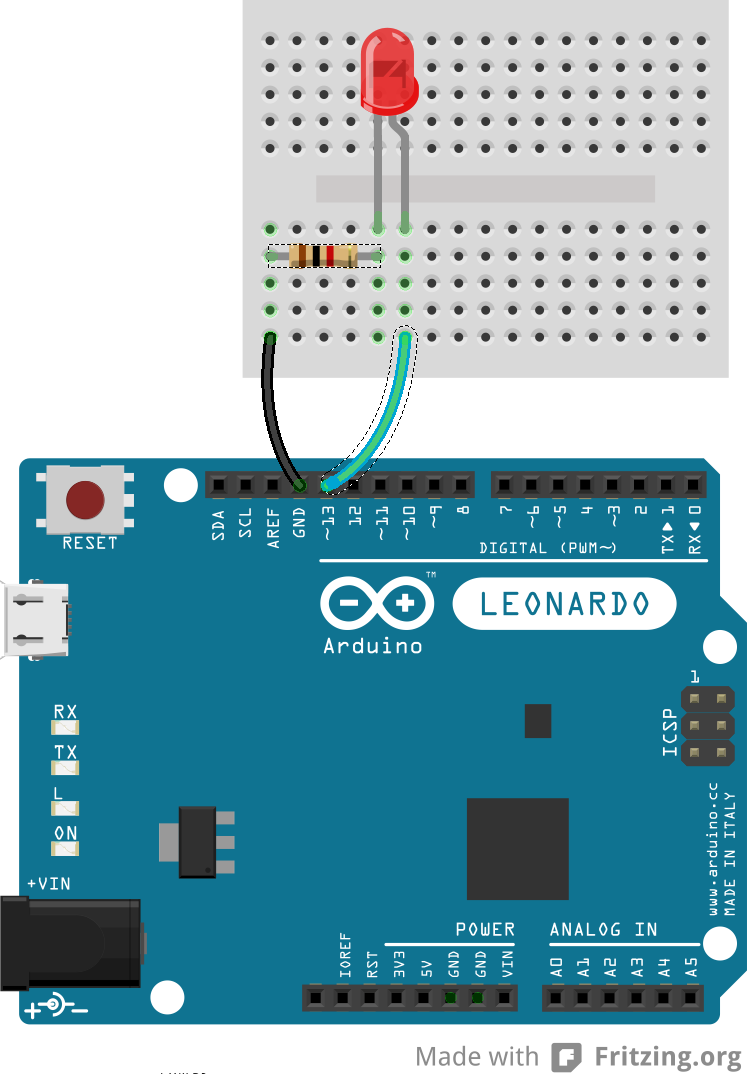 RESET
SDA
SCL
AREF
GND
~13
12
~11
~10
~9
8
7
~6
~5
4
~3
2
TX▶1
RX◀0
DIGITAL (PWM~)
TM
LEONARDO
Arduino
1
ICSP
RX
TX
L
ON
+VIN
www.arduino.cc
MADE IN ITALY
POWER
ANALOG IN
IOREF
RST
3V3
5V
GND
GND
VIN
A0
A1
A2
A3
A4
A5
Made with Fritzing.org